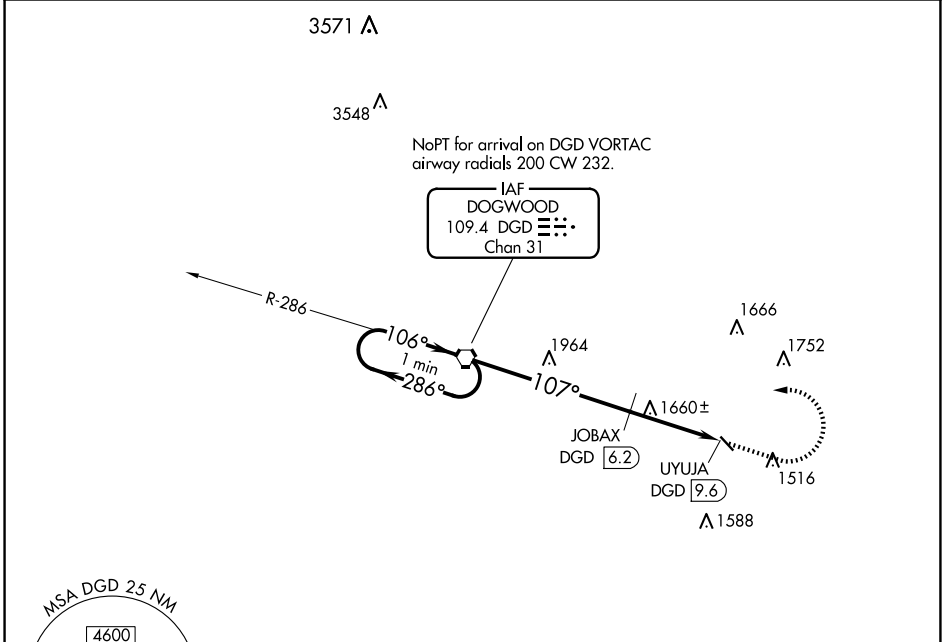 3571
3548
NoPT for arrival on DGD VORTAC
airway radials 200 CW 232.
IAF
DOGWOOD
109.4 DGD
Chan 31
R-286
106°
1 min
286°
1964
107°
1666
1752
1660±
JOBAX
DGD 6.2
UYUJA
DGD 9.6
1516
1588
MSA DGD 25 NM
4600